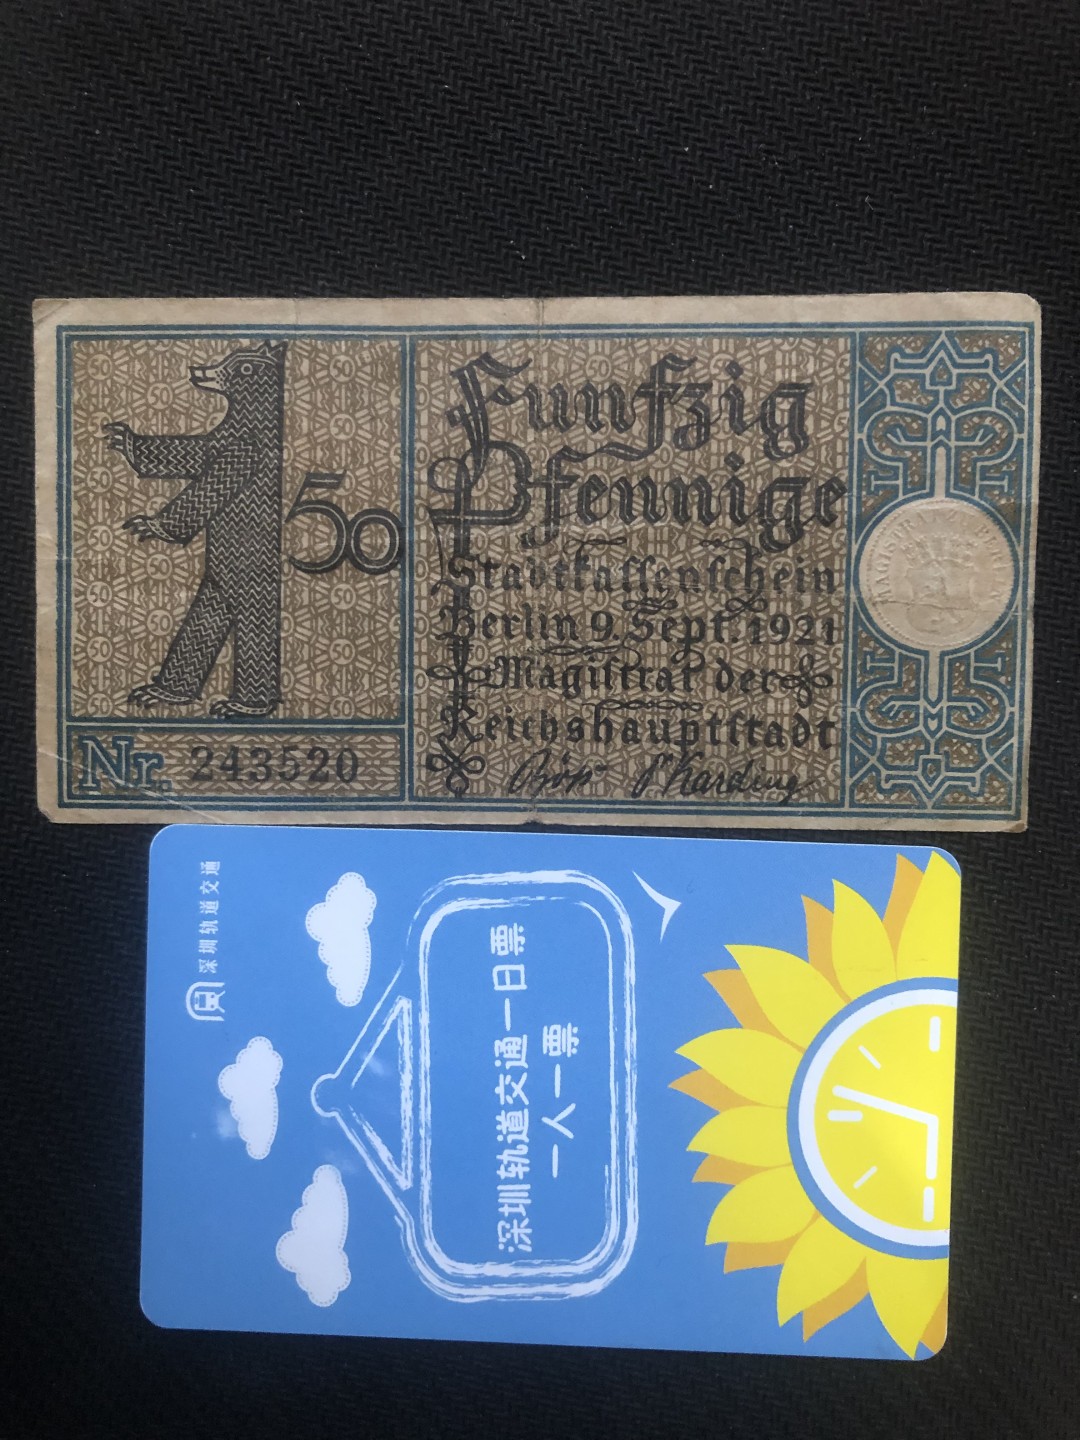 50
Funfzig
Pfennige
Stadtkassenschein
Berlin 9. Sept. 1921
Magistrat der
Reichshauptstadt
Nr. 243520
深圳轨道交通
深圳轨道交通一日票
一人一票